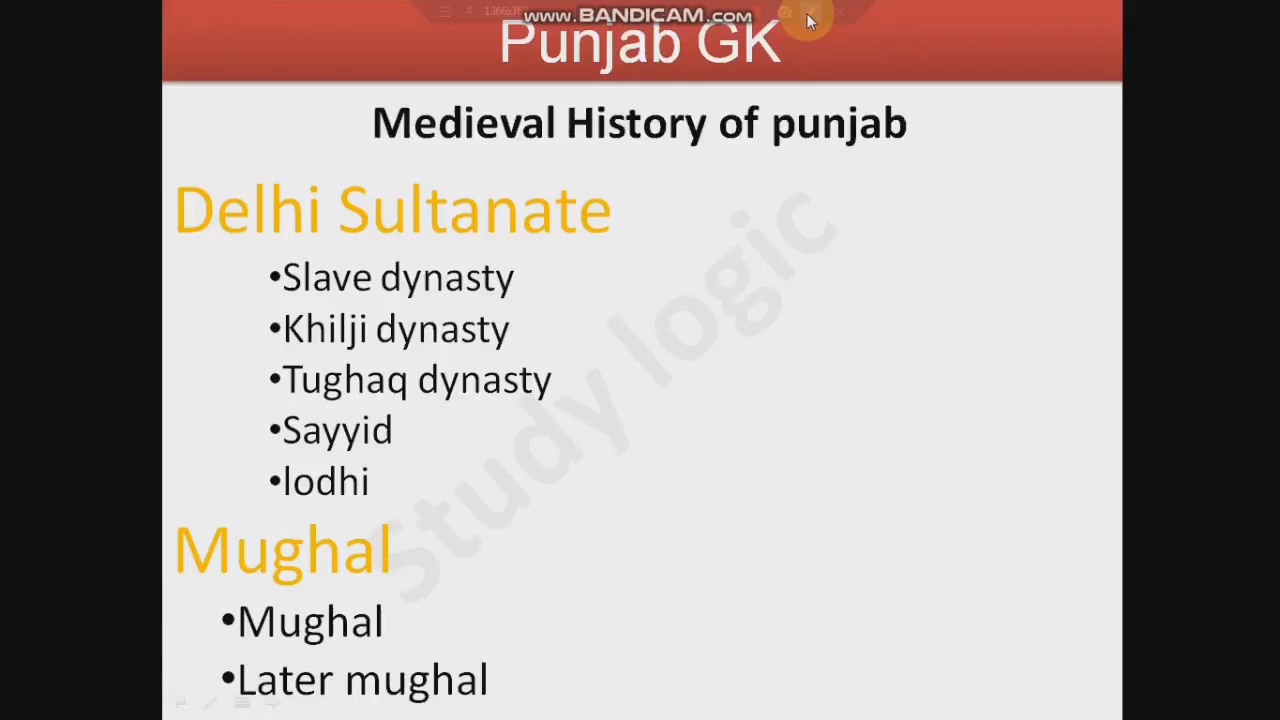 www.BANDICAM.com
Punjab GK
Medieval History of punjab
Delhi Sultanate
•Slave dynasty
•Khilji dynasty
•Tughaq dynasty
•Sayyid
•lodhi
Mughal
•Mughal
•Later mughal
Study logic